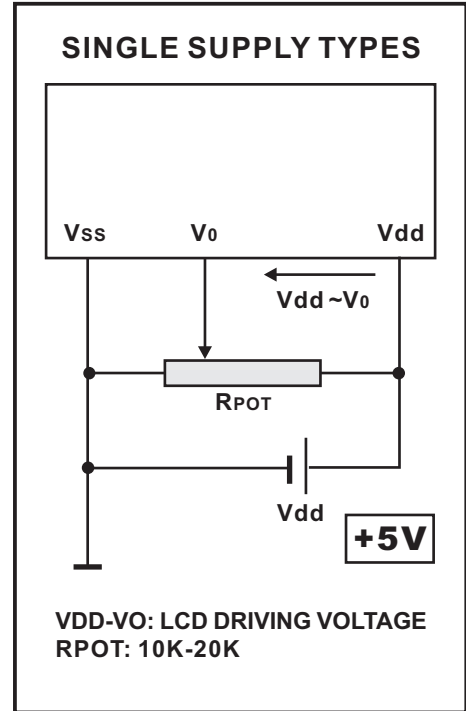 SINGLE SUPPLY TYPES
Vss V0 Vdd
Vdd ~V0
RPOT
Vdd
+5V
VDD-VO: LCD DRIVING VOLTAGE
RPOT: 10K-20K